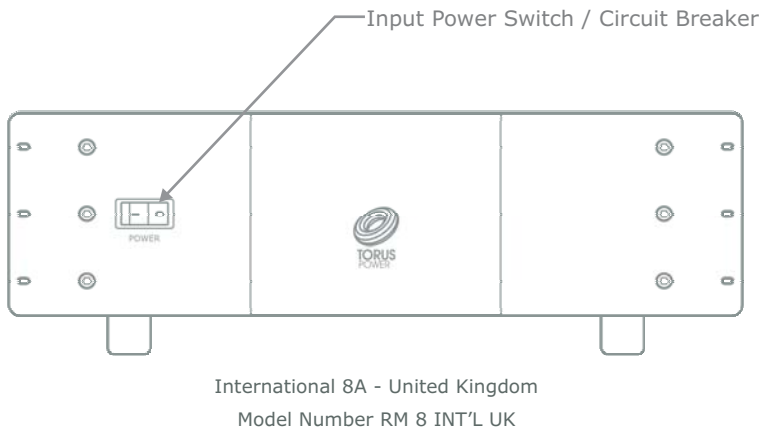 Input Power Switch / Circuit Breaker
POWER
TORUS
POWER
International 8A - United Kingdom
Model Number RM 8 INT’L UK